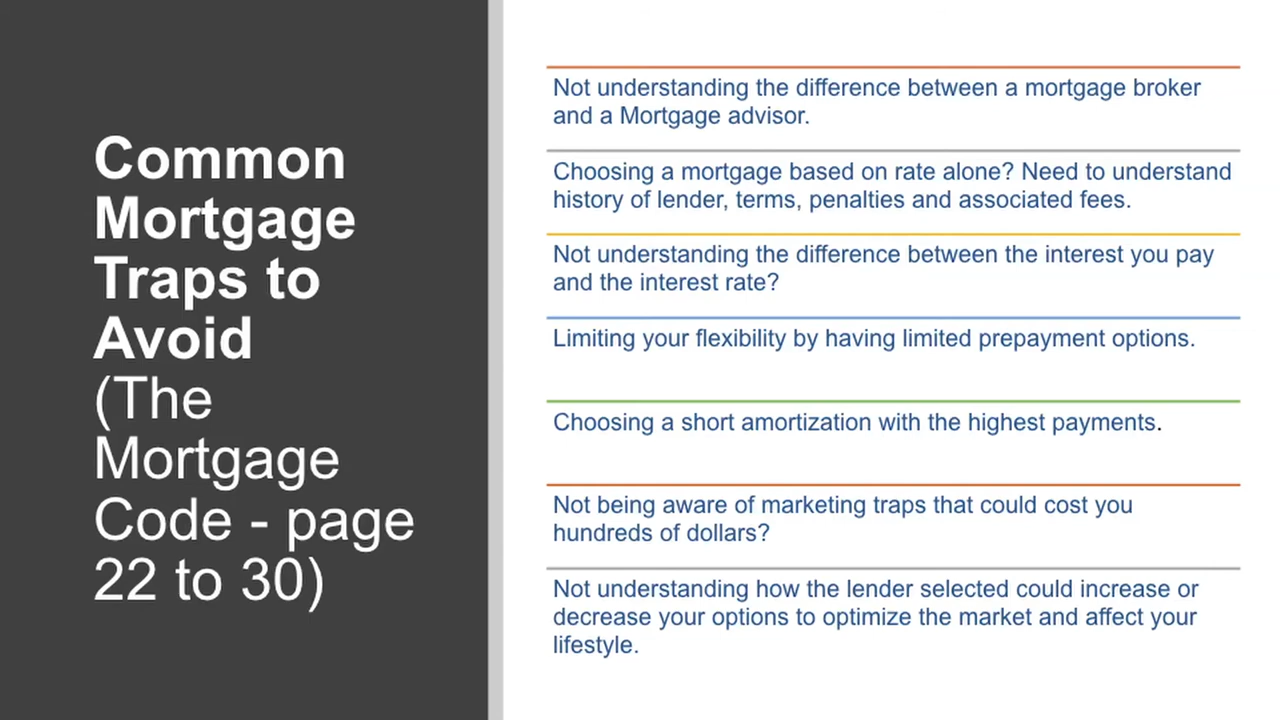 Common
Mortgage
Traps to
Avoid
(The
Mortgage
Code - page
22 to 30)
Not understanding the difference between a mortgage broker
and a Mortgage advisor.
Choosing a mortgage based on rate alone? Need to understand
history of lender, terms, penalties and associated fees.
Not understanding the difference between the interest you pay
and the interest rate?
Limiting your flexibility by having limited prepayment options.
Choosing a short amortization with the highest payments.
Not being aware of marketing traps that could cost you
hundreds of dollars?
Not understanding how the lender selected could increase or
decrease your options to optimize the market and affect your
lifestyle.